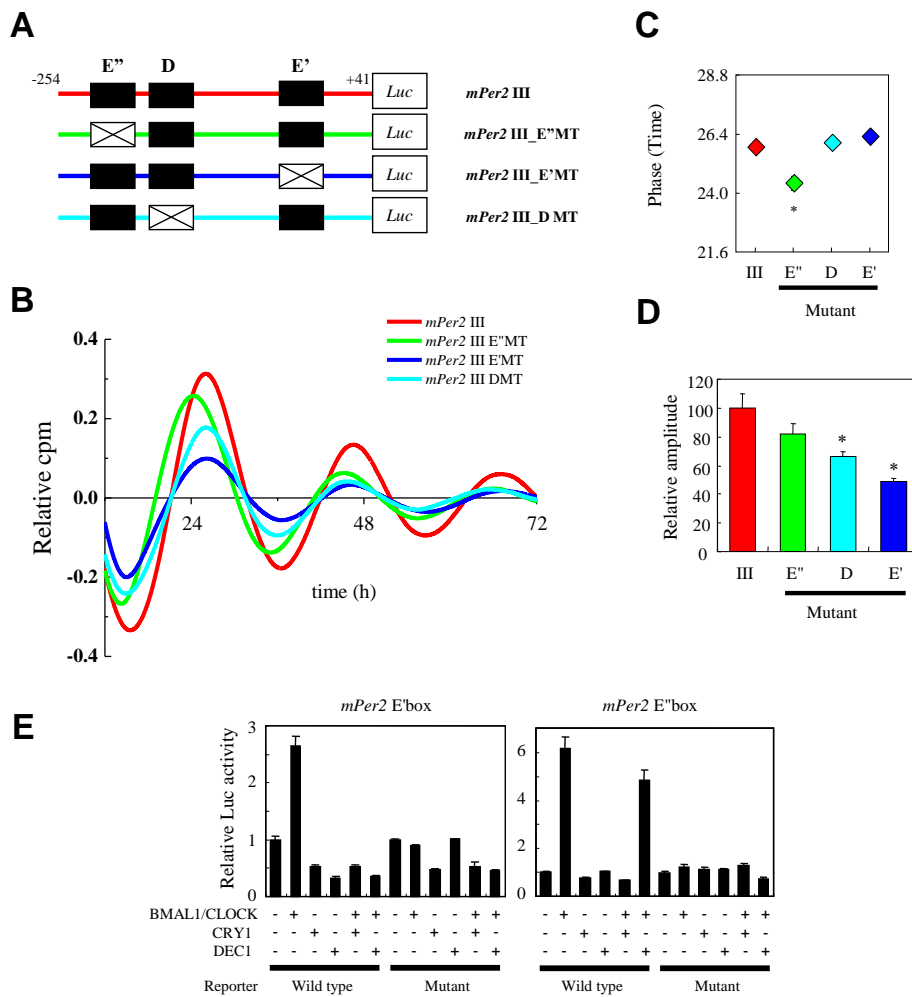 A
E” D E’
-254 +41
Luc mPer2 III
Luc mPer2 III_E”MT
Luc mPer2 III_E’MT
Luc mPer2 III_D MT
B
mPer2 III
mPer2 III E"MT
mPer2 III E'MT
mPer2 III DMT
Relative cpm
0.4
0.2
0.0
-0.2
-0.4
24 48 72
time (h)
C
Phase (Time)
28.8
26.4
24.0
21.6
*
III E" D E'
Mutant
D
Relative amplitude
120
100
80
60
40
20
0
* *
III E" D E'
Mutant
E
mPer2 E'box mPer2 E"box
Relative Luc activity
3
2
1
0
6
4
2
0
BMAL1/CLOCK - + - - + + - + - - + + - + - - + + - + - - + +
CRY1 - - + - + - - - + - + - - - + - + - - - + - + -
DEC1 - - - + - + - - - + - + - - - + - + - - - + - +
Reporter Wild type Mutant Wild type Mutant